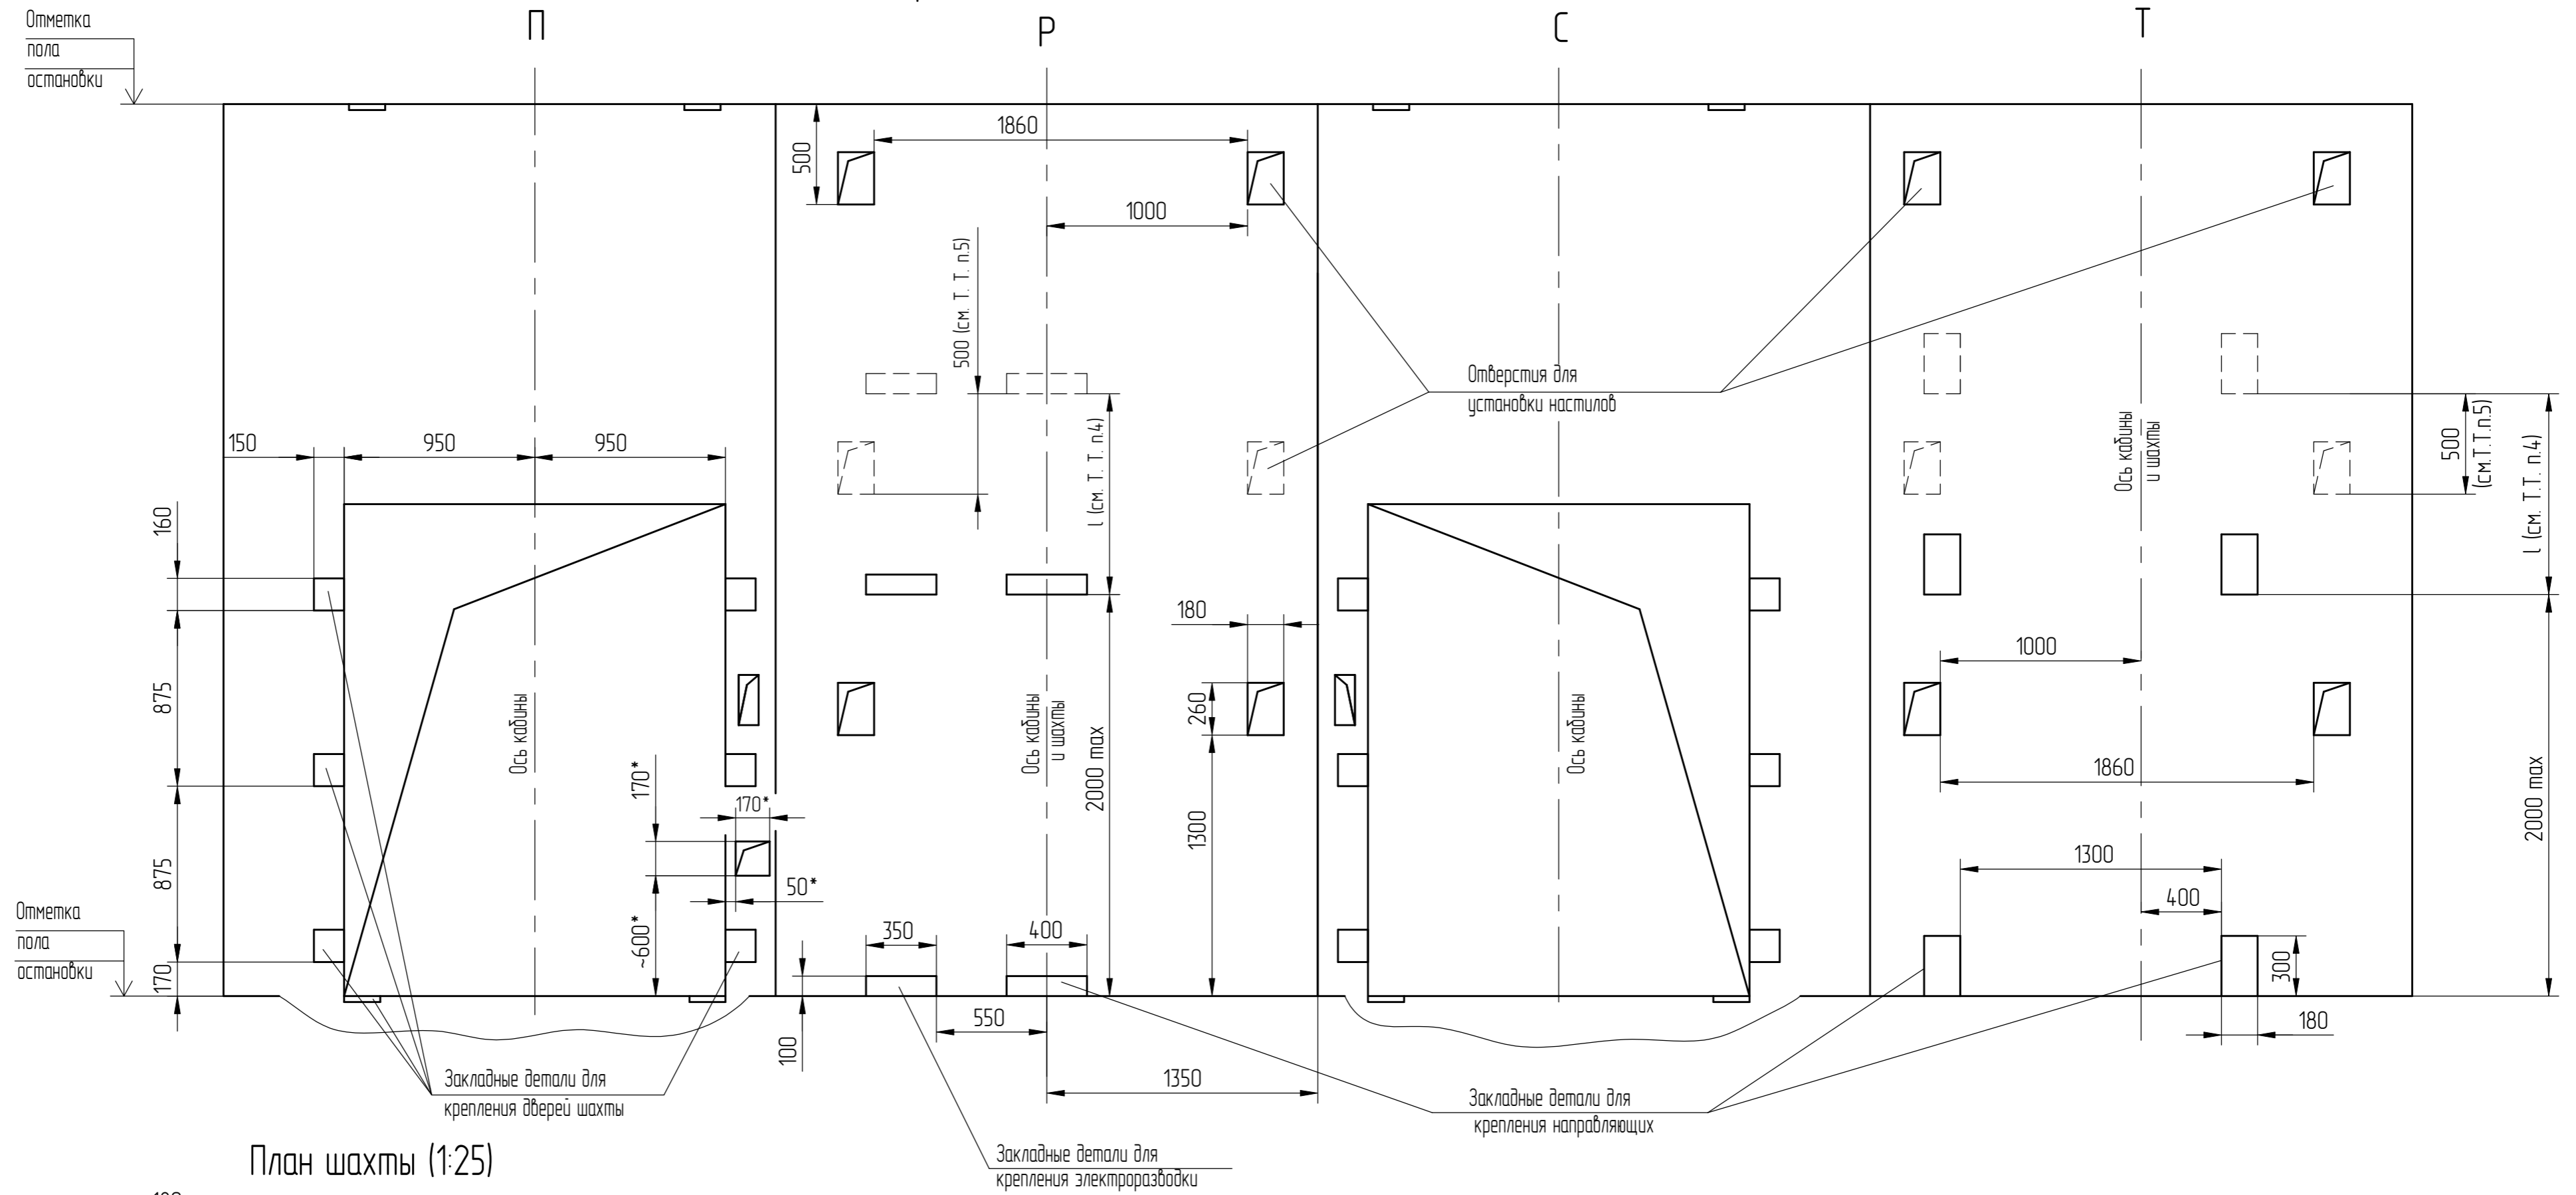 Отметка
пола
остановки
П
Р
С
Т
1860
500
1000
500 (см. Т. Т. п.5)
Отверстия для
установки настилов
l (см. Т. Т. п.4)
Ось кабины
и шахты
500
(см.Т.Т.п.5)
l (см. Т.Т. п.4)
150
950
950
160
875
875
170
Ось кабины
170*
170*
50*
~600*
180
260
1300
Ось кабины
и шахты
2000 max
Ось кабины
1000
1860
2000 max
1300
400
300
180
Отметка
пола
остановки
350
400
550
100
1350
Закладные детали для
крепления дверей шахты
Закладные детали для
крепления направляющих
Закладные детали для
крепления электроразводки
План шахты (1:25)